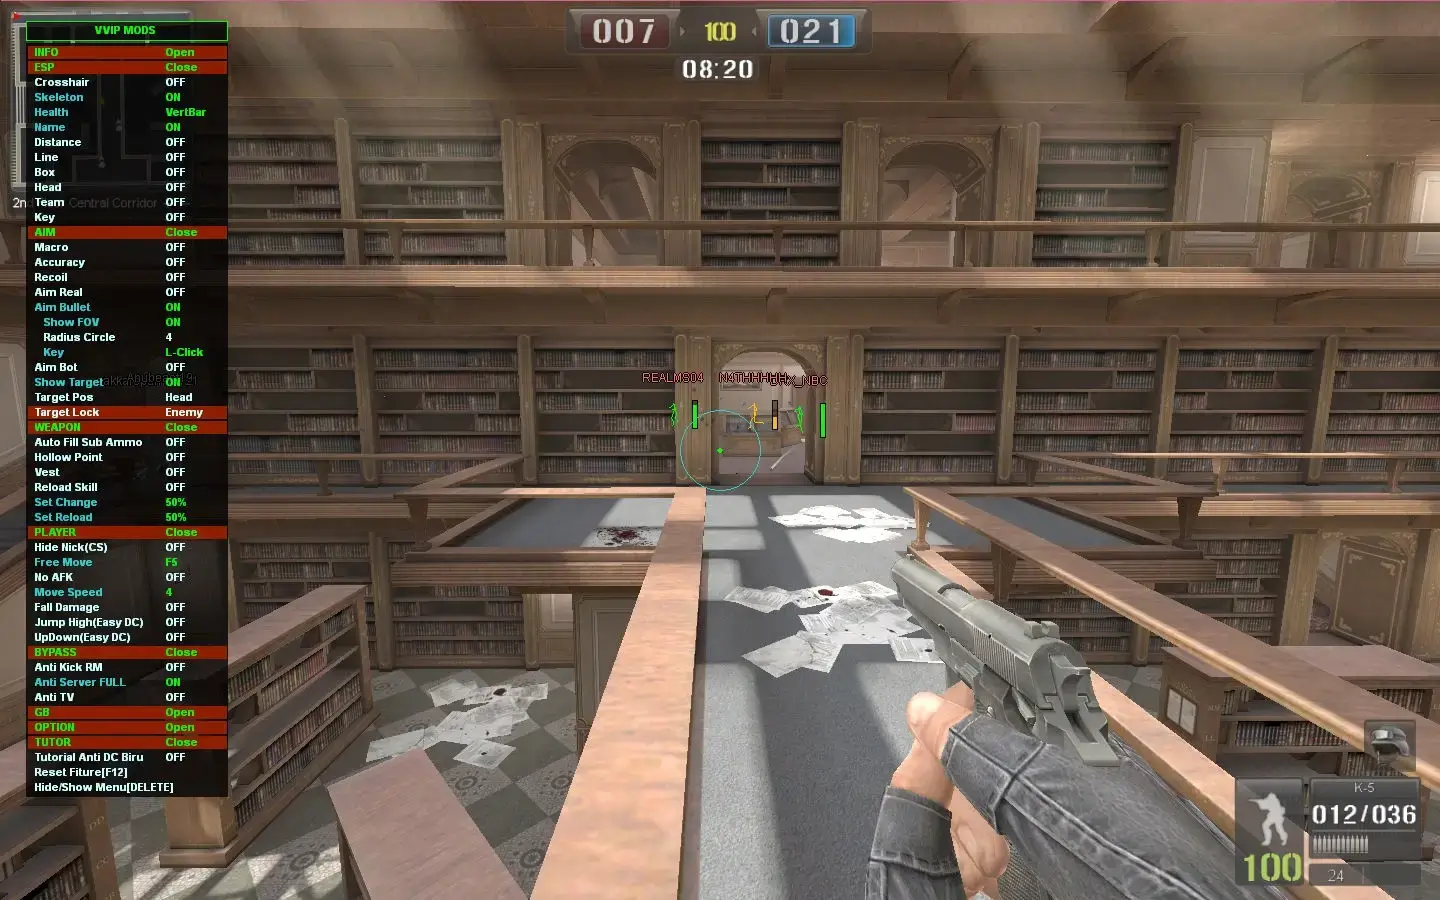 007 100 021
08:20
VVIP MODS
INFO Open
ESP Close
Crosshair OFF
Skeleton ON
Health VertBar
Name ON
Distance OFF
Line OFF
Box OFF
Head OFF
2nd Central Corridor
Team OFF
Key OFF
AIM Close
Macro OFF
Accuracy OFF
Recoil OFF
Aim Real OFF
Aim Bullet ON
Show FOV ON
Radius Circle 4
Key L-Click
Aim Bot OFF
Show Target ON
Target Pos Head
Target Lock Enemy
WEAPON Close
Auto Fill Sub Ammo OFF
Hollow Point OFF
Vest OFF
Reload Skill OFF
Set Change 50%
Set Reload 50%
PLAYER Close
Hide Nick(CS) OFF
Free Move F5
No AFK OFF
Move Speed 4
Fall Damage OFF
Jump High(Easy DC) OFF
UpDown(Easy DC) OFF
BYPASS Close
Anti Kick RM OFF
Anti Server FULL ON
Anti TV OFF
GB Open
OPTION Open
TUTOR Close
Tutorial Anti DC Biru OFF
Reset Fiture[F12]
Hide/Show Menu[DELETE]
REALMS04
K-5
012/036
100
24